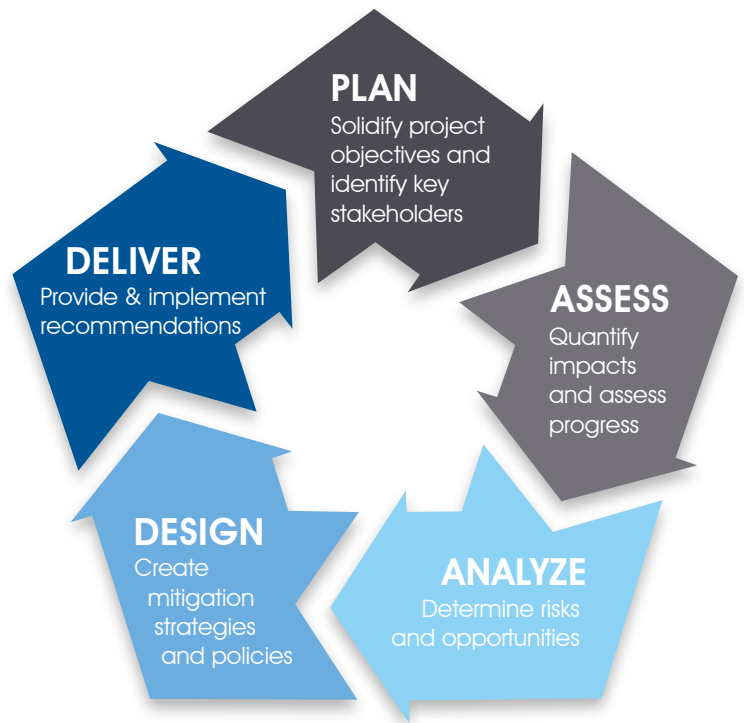 PLAN
Solidify project
objectives and
identify key
stakeholders
ASSESS
Quantify
impacts
and assess
progress
ANALYZE
Determine risks
and opportunities
DESIGN
Create
mitigation
strategies
and policies
DELIVER
Provide & implement
recommendations